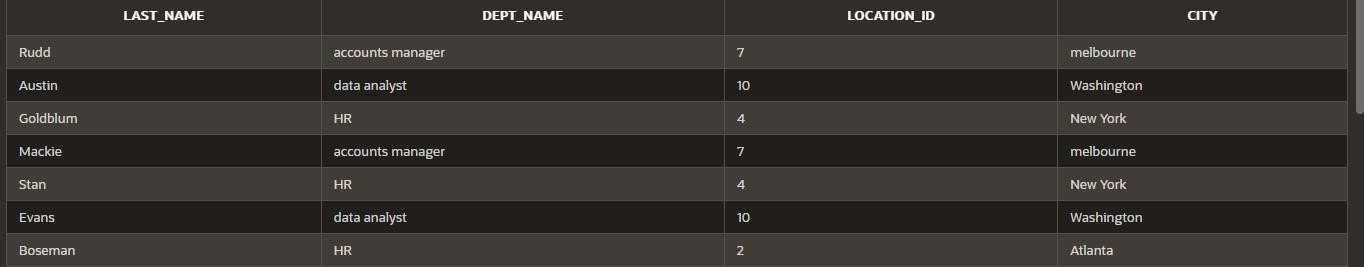 LAST_NAME DEPT_NAME LOCATION_ID CITY
Rudd accounts manager 7 melbourne
Austin data analyst 10 Washington
Goldblum HR 4 New York
Mackie accounts manager 7 melbourne
Stan HR 4 New York
Evans data analyst 10 Washington
Boseman HR 2 Atlanta